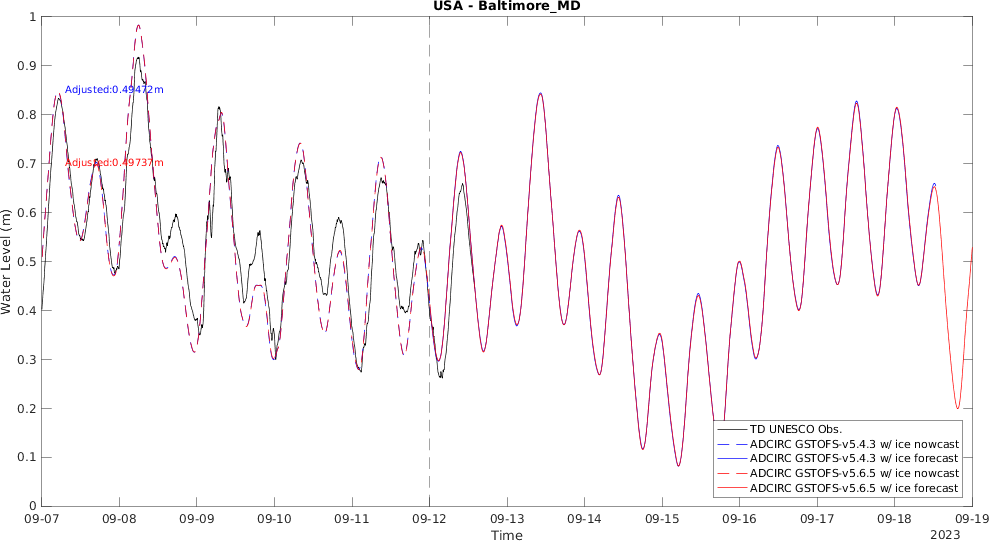 USA - Baltimore_MD
1
0.9
0.8
0.7
0.6
0.5
0.4
0.3
0.2
0.1
0
Water Level (m)
Adjusted:0.49472m
Adjusted:0.49737m
TD UNESCO Obs.
ADCIRC GSTOFS-v5.4.3 w/ ice nowcast
ADCIRC GSTOFS-v5.4.3 w/ ice forecast
ADCIRC GSTOFS-v5.6.5 w/ ice nowcast
ADCIRC GSTOFS-v5.6.5 w/ ice forecast
09-07 09-08 09-09 09-10 09-11 09-12 09-13 09-14 09-15 09-16 09-17 09-18 09-19
Time
2023